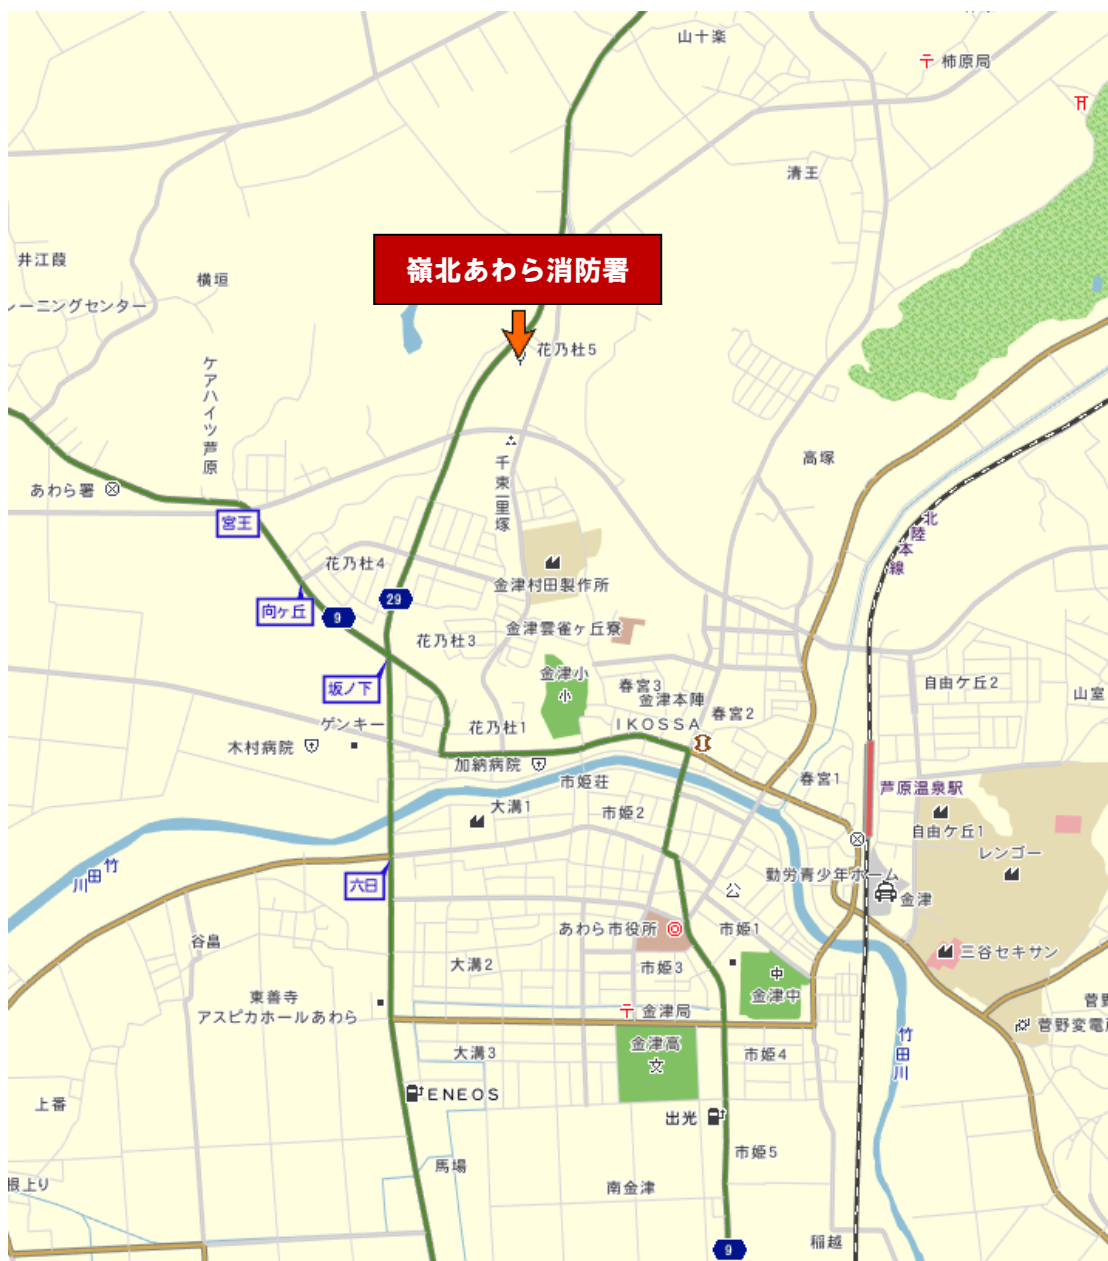 山十楽
柿原局
清王
井江葭
横垣
レーニングセンター
嶺北あわら消防署
花乃杜5
ケアハイツ芦原
高塚
あわら署
千束一里塚
宮王
北陸本線
花乃杜4
金津村田製作所
29
向ヶ丘
9
花乃杜3
金津雲雀ヶ丘寮
金津小
小
春宮3
金津本陣
IKOSSA
春宮2
自由ケ丘2
山室
坂ノ下
ゲンキー
花乃杜1
木村病院
加納病院
市姫荘
春宮1
芦原温泉駅
大溝1
市姫2
自由ケ丘1
レンゴー
竹田川
六日
勤労青少年ホーム
公
金津
あわら市役所
市姫1
谷畠
大溝2
市姫3
三谷セキサン
中
金津中
東善寺
アスピカホールあわら
金津局
菅野
菅野変電所
大溝3
金津高
文
市姫4
竹田川
ENEOS
上番
出光
馬場
市姫5
根上り
南金津
稲越
9